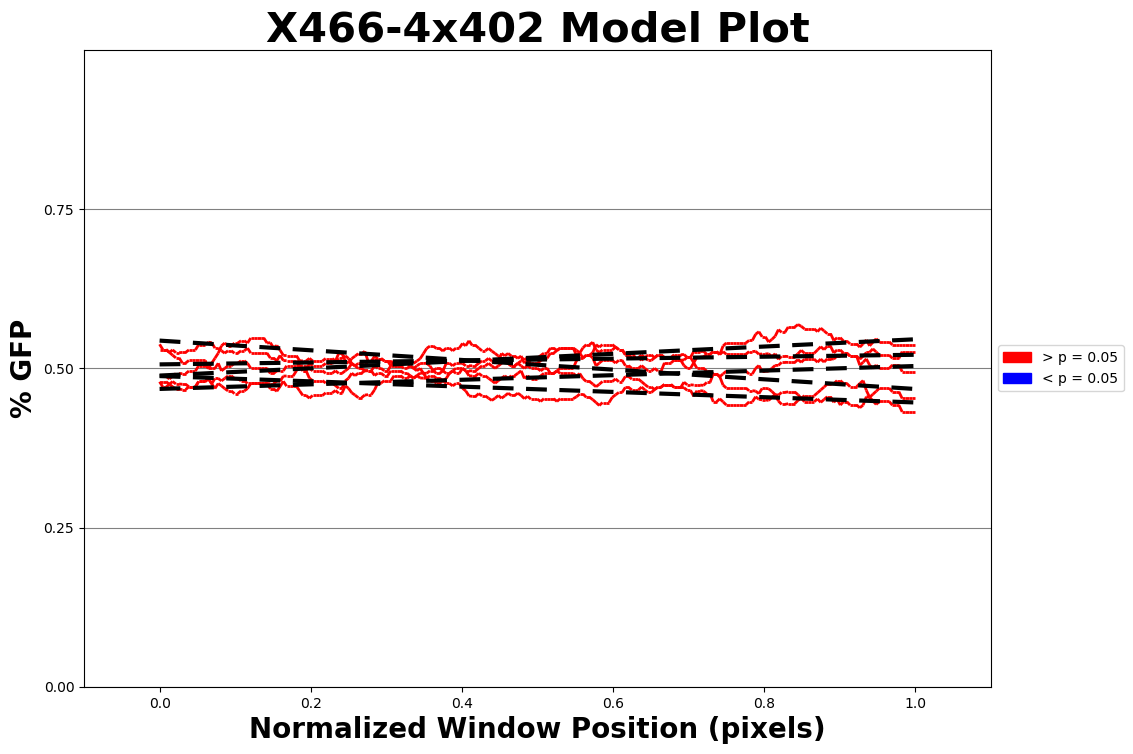 X466-4x402 Model Plot
% GFP
0.75
0.50
0.25
0.00
0.0 0.2 0.4 0.6 0.8 1.0
Normalized Window Position (pixels)
> p = 0.05
< p = 0.05